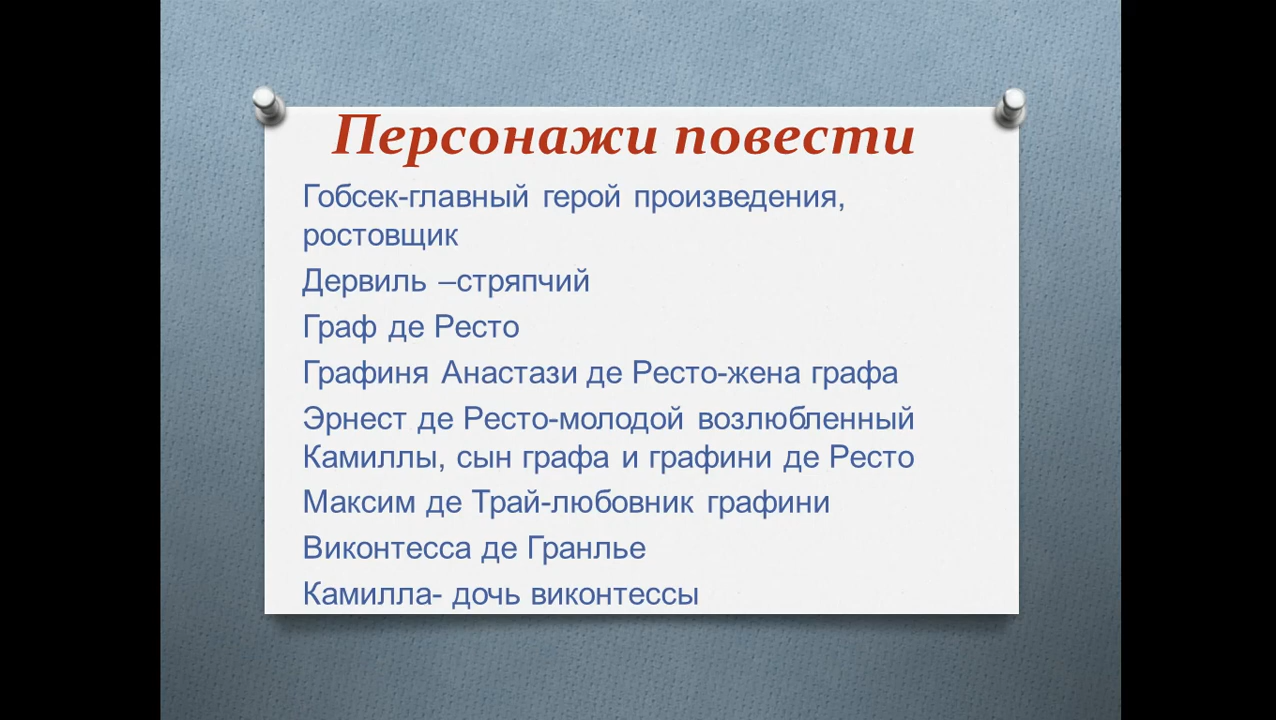 Персонажи повести
Гобсек-главный герой произведения,
ростовщик
Дервиль –стряпчий
Граф де Ресто
Графиня Анастази де Ресто-жена графа
Эрнест де Ресто-молодой возлюбленный
Камиллы, сын графа и графини де Ресто
Максим де Трай-любовник графини
Виконтесса де Гранлье
Камилла- дочь виконтессы